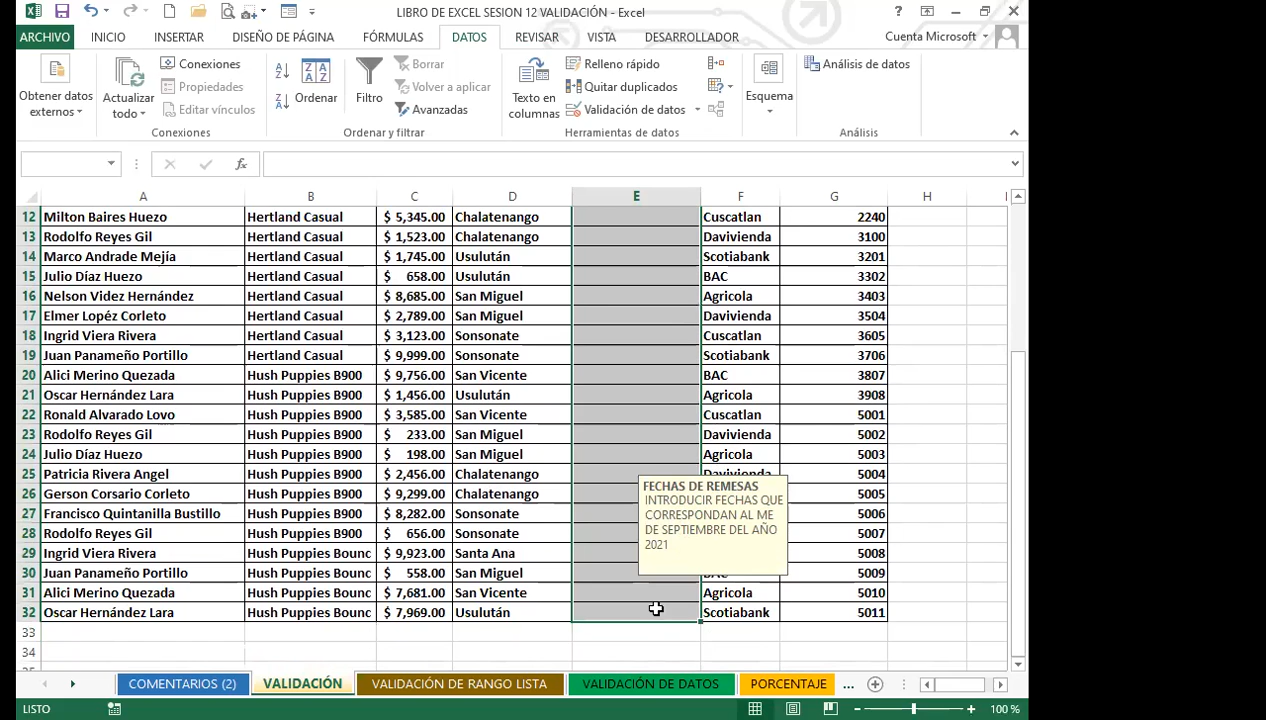 LIBRO DE EXCEL SESION 12 VALIDACIÓN - Excel
?
ARCHIVO INICIO INSERTAR DISEÑO DE PÁGINA FÓRMULAS DATOS REVISAR VISTA DESARROLLADOR Cuenta Microsoft
Obtener datos externos
Actualizar todo
Conexiones
Propiedades
Editar vínculos
Conexiones
Ordenar
Filtro
Borrar
Volver a aplicar
Avanzadas
Ordenar y filtrar
Texto en columnas
Relleno rápido
Quitar duplicados
Validación de datos
Herramientas de datos
Esquema
Análisis de datos
Análisis
fx
A B C D E F G H
12 Milton Baires Huezo Hertland Casual $ 5,345.00 Chalatenango Cuscatlan 2240
13 Rodolfo Reyes Gil Hertland Casual $ 1,523.00 Chalatenango Davivienda 3100
14 Marco Andrade Mejía Hertland Casual $ 1,745.00 Usulután Scotiabank 3201
15 Julio Díaz Huezo Hertland Casual $ 658.00 Usulután BAC 3302
16 Nelson Videz Hernández Hertland Casual $ 8,685.00 San Miguel Agricola 3403
17 Elmer Lopéz Corleto Hertland Casual $ 2,789.00 San Miguel Davivienda 3504
18 Ingrid Viera Rivera Hertland Casual $ 3,123.00 Sonsonate Cuscatlan 3605
19 Juan Panameño Portillo Hertland Casual $ 9,999.00 Sonsonate Scotiabank 3706
20 Alici Merino Quezada Hush Puppies B900 $ 9,756.00 San Vicente BAC 3807
21 Oscar Hernández Lara Hush Puppies B900 $ 1,456.00 Usulután Agricola 3908
22 Ronald Alvarado Lovo Hush Puppies B900 $ 3,585.00 San Vicente Cuscatlan 5001
23 Rodolfo Reyes Gil Hush Puppies B900 $ 233.00 San Miguel Davivienda 5002
24 Julio Díaz Huezo Hush Puppies B900 $ 198.00 San Miguel Agricola 5003
25 Patricia Rivera Angel Hush Puppies B900 $ 2,456.00 Chalatenango Davivienda 5004
26 Gerson Corsario Corleto Hush Puppies B900 $ 9,299.00 Chalatenango 5005
27 Francisco Quintanilla Bustillo Hush Puppies B900 $ 8,282.00 Sonsonate 5006
28 Rodolfo Reyes Gil Hush Puppies B900 $ 656.00 Sonsonate 5007
29 Ingrid Viera Rivera Hush Puppies Bounc $ 9,923.00 Santa Ana 5008
30 Juan Panameño Portillo Hush Puppies Bounc $ 558.00 San Miguel BAC 5009
31 Alici Merino Quezada Hush Puppies Bounc $ 7,681.00 San Vicente Agricola 5010
32 Oscar Hernández Lara Hush Puppies Bounc $ 7,969.00 Usulután Scotiabank 5011
33
34
FECHAS DE REMESAS
INTRODUCIR FECHAS QUE
CORRESPONDAN AL ME
DE SEPTIEMBRE DEL AÑO
2021
COMENTARIOS (2) VALIDACIÓN VALIDACIÓN DE RANGO LISTA VALIDACIÓN DE DATOS PORCENTAJE ...
LISTO 100 %